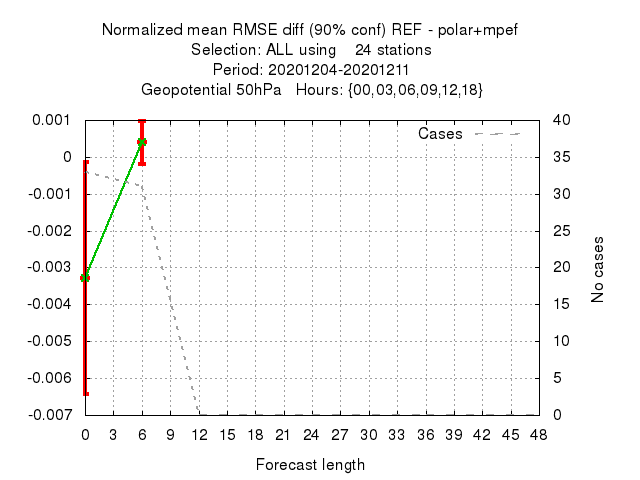 Normalized mean RMSE diff (90% conf) REF - polar+mpef
Selection: ALL using    24 stations
Period: 20201204-20201211
Geopotential 50hPa   Hours: {00,03,06,09,12,18}
0.001
0
-0.001
-0.002
-0.003
-0.004
-0.005
-0.006
-0.007
Cases
40
35
30
25
20
15
10
5
0
No cases
0 3 6 9 12 15 18 21 24 27 30 33 36 39 42 45 48
Forecast length